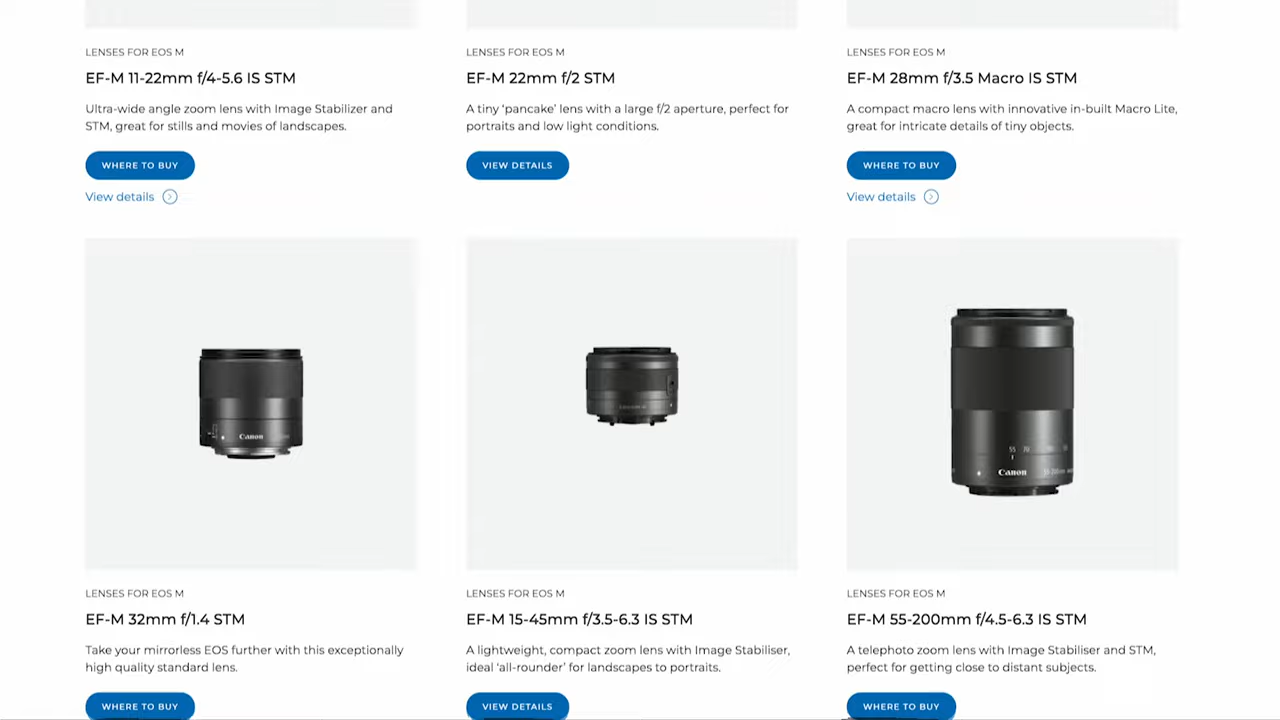 LENSES FOR EOS M
EF-M 11-22mm f/4-5.6 IS STM
Ultra-wide angle zoom lens with Image Stabilizer and
STM, great for stills and movies of landscapes.
WHERE TO BUY
View details
LENSES FOR EOS M
EF-M 22mm f/2 STM
A tiny ‘pancake’ lens with a large f/2 aperture, perfect for
portraits and low light conditions.
VIEW DETAILS
LENSES FOR EOS M
EF-M 28mm f/3.5 Macro IS STM
A compact macro lens with innovative in-built Macro Lite,
great for intricate details of tiny objects.
WHERE TO BUY
View details
Canon
LENSES FOR EOS M
EF-M 32mm f/1.4 STM
Take your mirrorless EOS further with this exceptionally
high quality standard lens.
WHERE TO BUY
LENSES FOR EOS M
EF-M 15-45mm f/3.5-6.3 IS STM
A lightweight, compact zoom lens with Image Stabiliser,
ideal ‘all-rounder’ for landscapes to portraits.
VIEW DETAILS
55 70
Canon
LENSES FOR EOS M
EF-M 55-200mm f/4.5-6.3 IS STM
A telephoto zoom lens with Image Stabiliser and STM,
perfect for getting close to distant subjects.
WHERE TO BUY